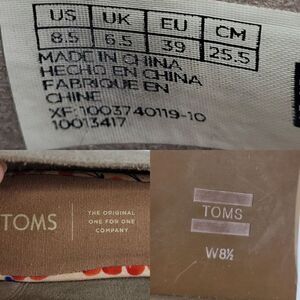 US UK EU CM
8.5 6.5 39 25.5
MADE IN CHINA
HECHO EN CHINA
FABRIQUE EN
CHINE
XF:1003740119-10
10013417
TOMS
THE ORIGINAL
ONE FOR ONE
COMPANY
TOMS
W8½